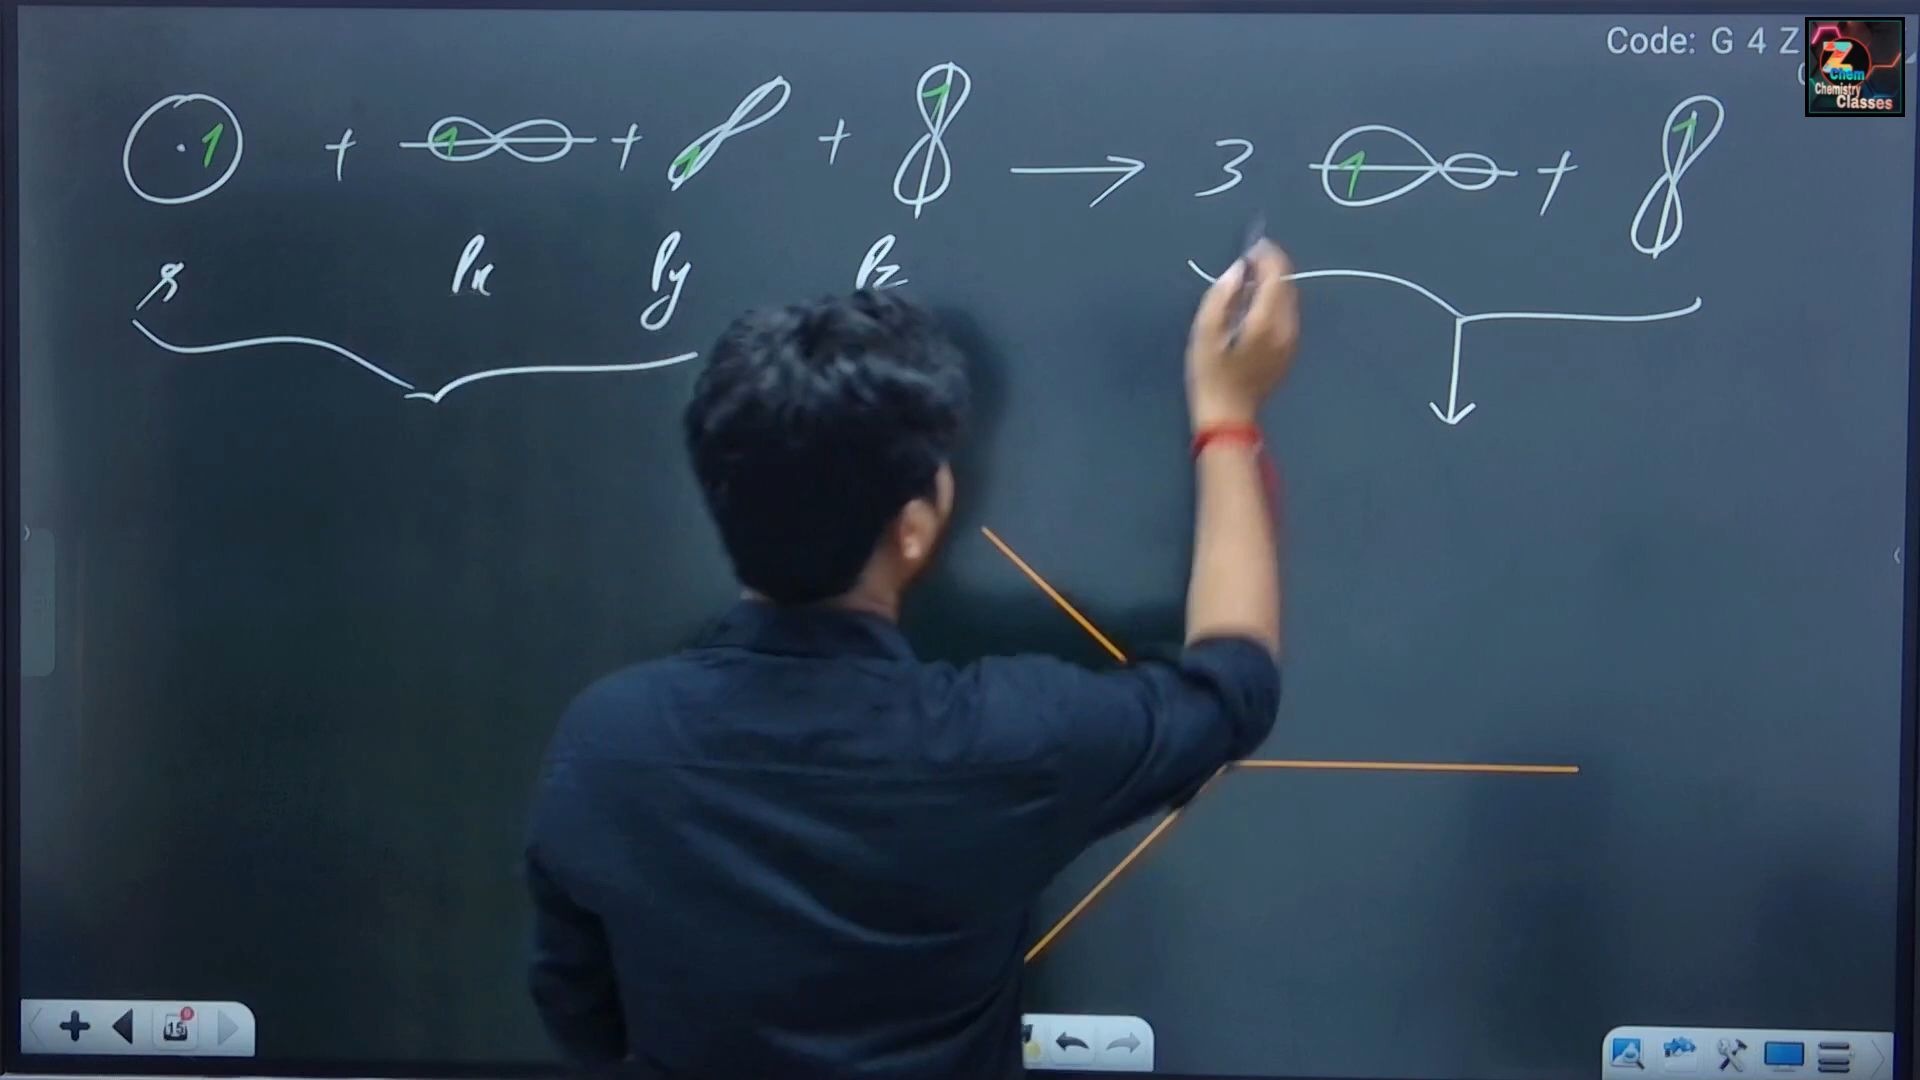 Code: G 4 Z
Z
Chem
Chemistry
Classes
1 + 1 + 1 + 1 → 3 1 + 1
s Px Py Pz
15